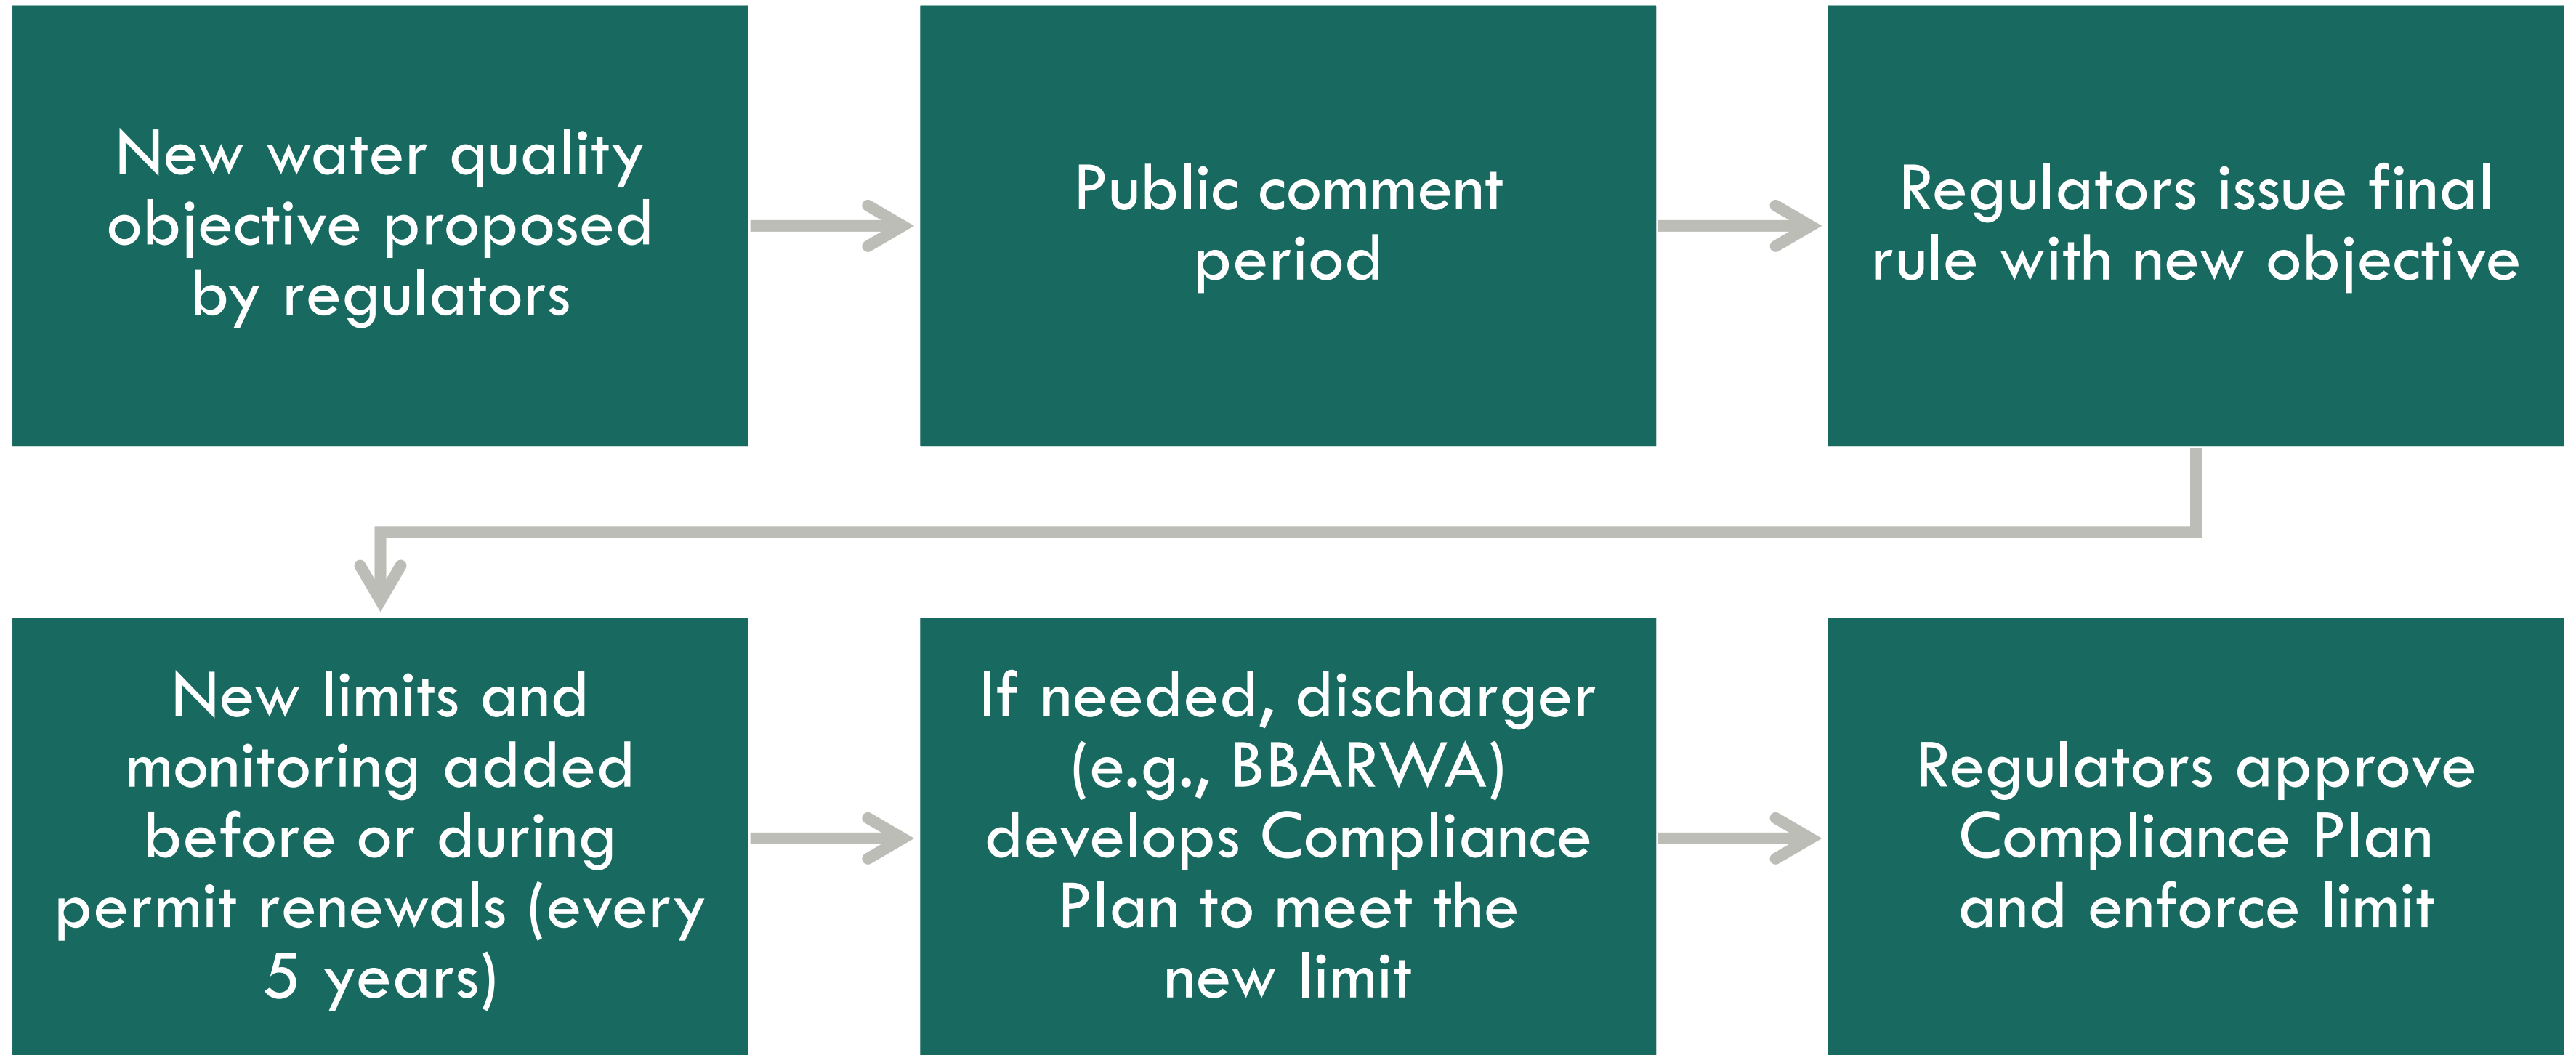 New water quality
objective proposed
by regulators
Public comment
period
Regulators issue final
rule with new objective
New limits and
monitoring added
before or during
permit renewals (every
5 years)
If needed, discharger
(e.g., BBARWA)
develops Compliance
Plan to meet the
new limit
Regulators approve
Compliance Plan
and enforce limit